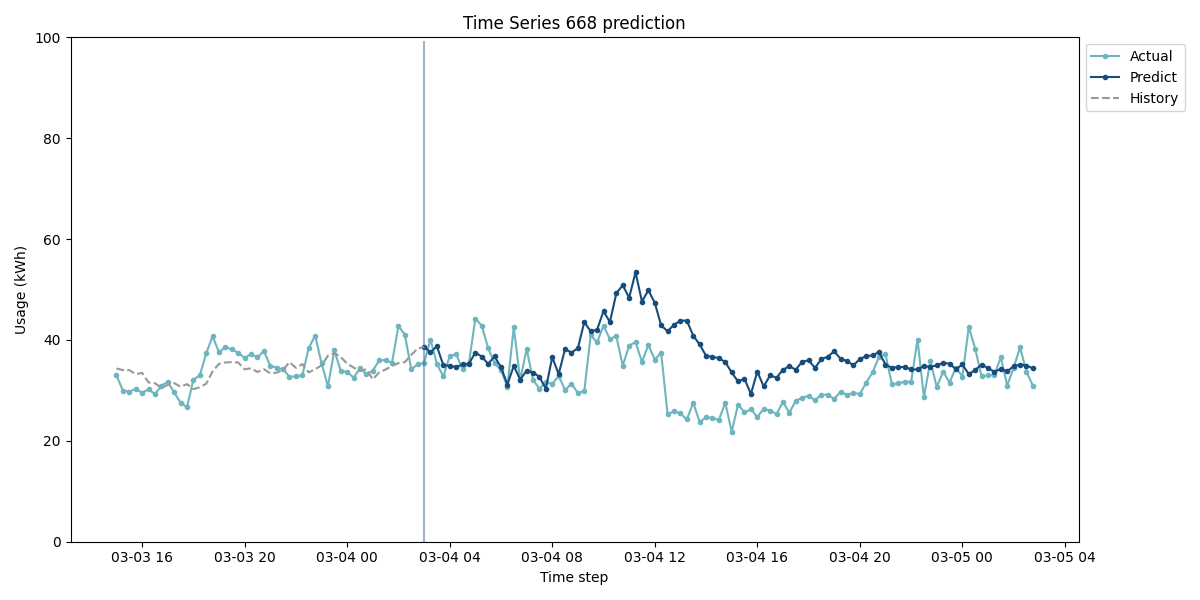 Time Series 668 prediction
100
80
60
40
20
0
Usage (kWh)
03-03 16
03-03 20
03-04 00
03-04 04
03-04 08
03-04 12
03-04 16
03-04 20
03-05 00
03-05 04
Time step
Actual
Predict
History